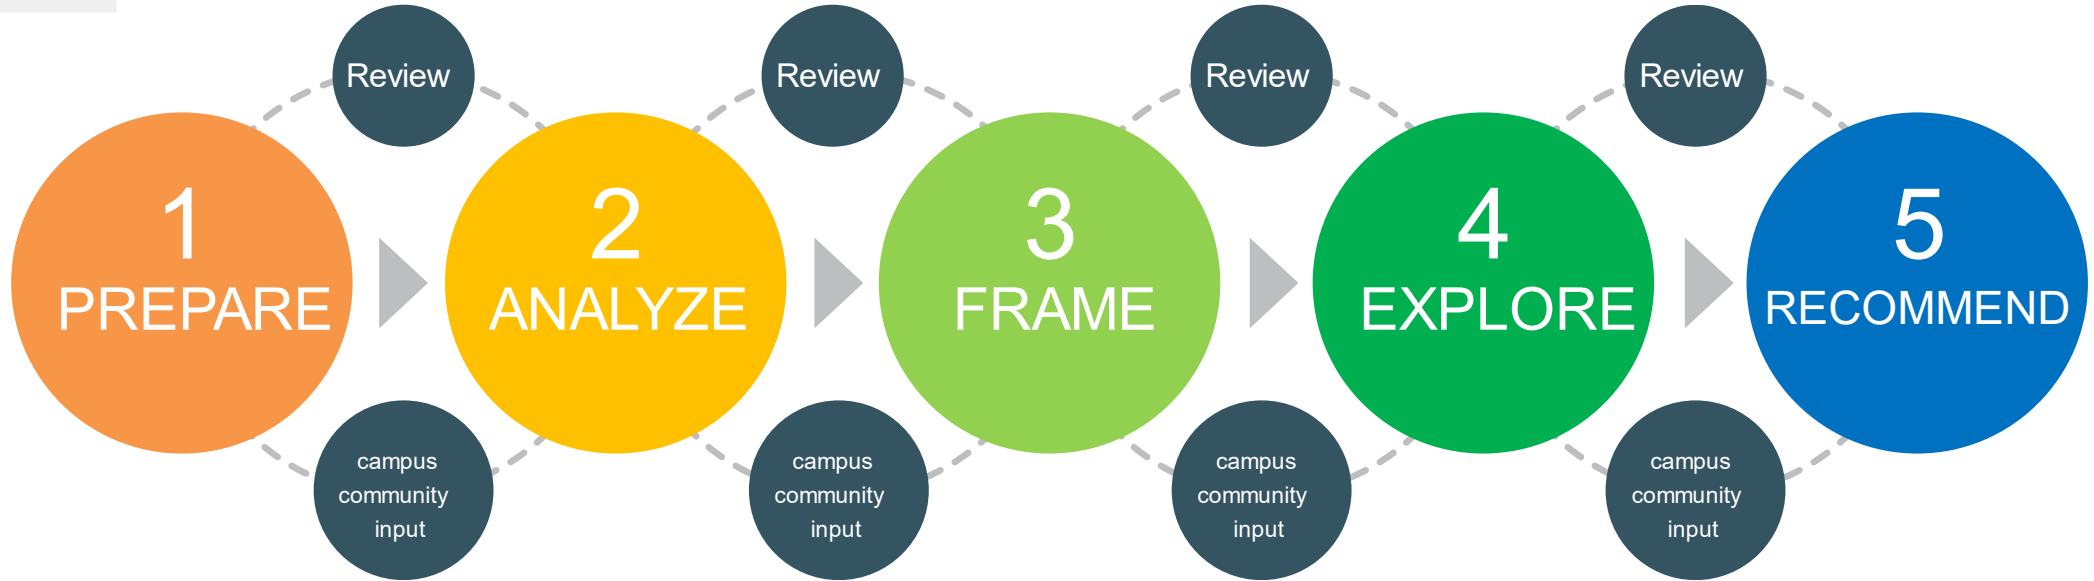 Review
Review
Review
Review
1
PREPARE
2
ANALYZE
3
FRAME
4
EXPLORE
5
RECOMMEND
campus
community
input
campus
community
input
campus
community
input
campus
community
input